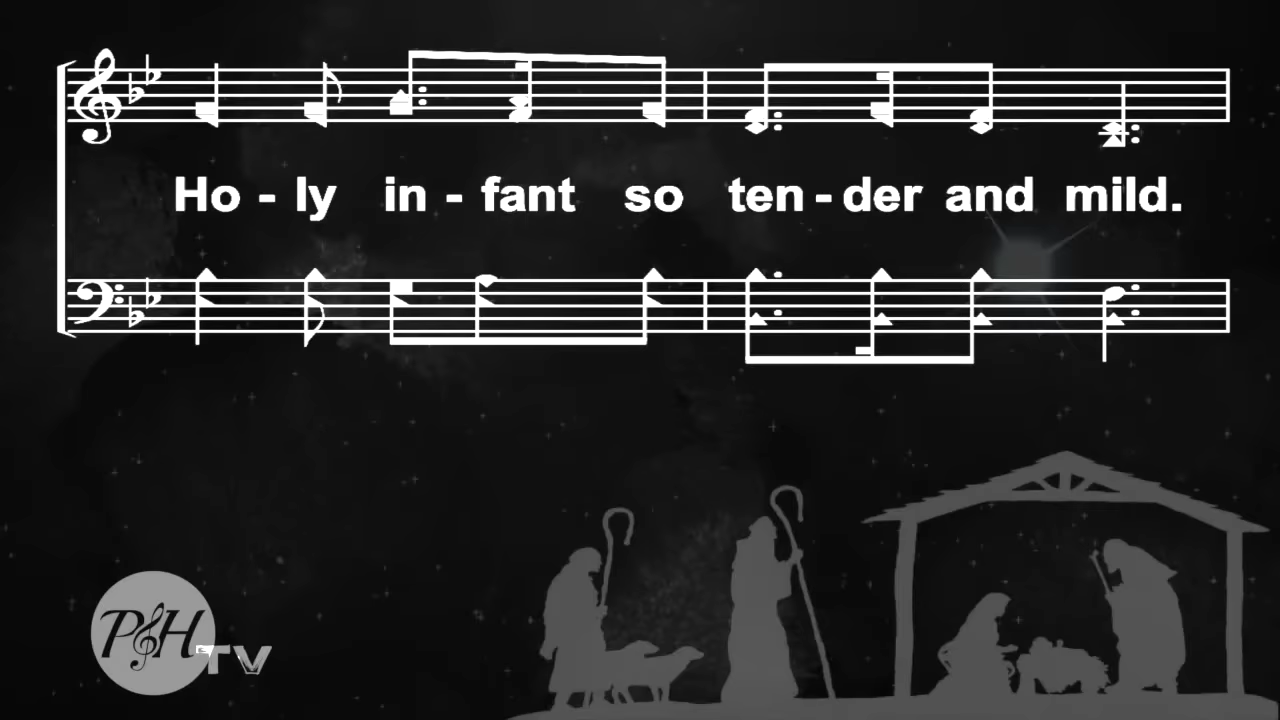 Ho - ly in - fant so ten - der and mild.
P&H
TV